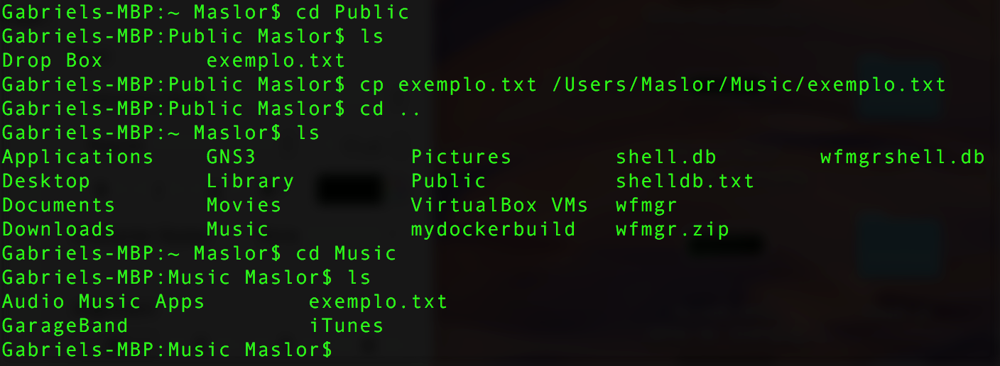 Gabriels-MBP:~ Maslor$ cd Public
Gabriels-MBP:Public Maslor$ ls
Drop Box        exemplo.txt
Gabriels-MBP:Public Maslor$ cp exemplo.txt /Users/Maslor/Music/exemplo.txt
Gabriels-MBP:Public Maslor$ cd ..
Gabriels-MBP:~ Maslor$ ls
Applications    GNS3            Pictures        shell.db        wfmgrshell.db
Desktop         Library         Public          shelldb.txt
Documents       Movies          VirtualBox VMs  wfmgr
Downloads       Music           mydockerbuild   wfmgr.zip
Gabriels-MBP:~ Maslor$ cd Music
Gabriels-MBP:Music Maslor$ ls
Audio Music Apps        exemplo.txt
GarageBand              iTunes
Gabriels-MBP:Music Maslor$